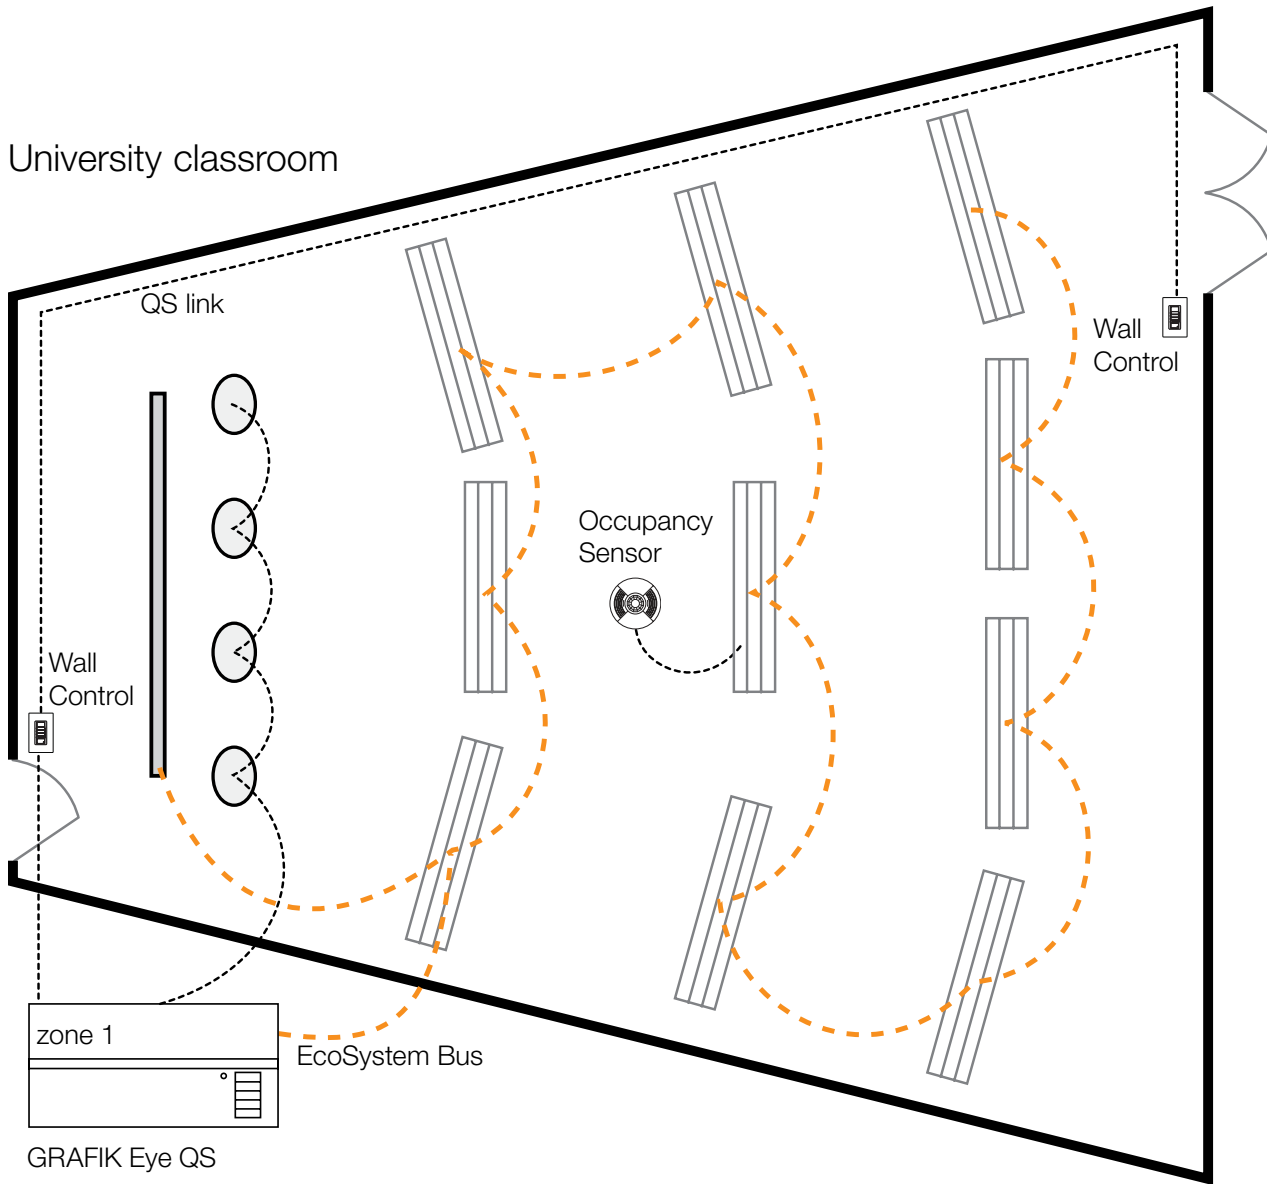 University classroom
QS link
Wall
Control
Occupancy
Sensor
Wall
Control
zone 1
EcoSystem Bus
GRAFIK Eye QS